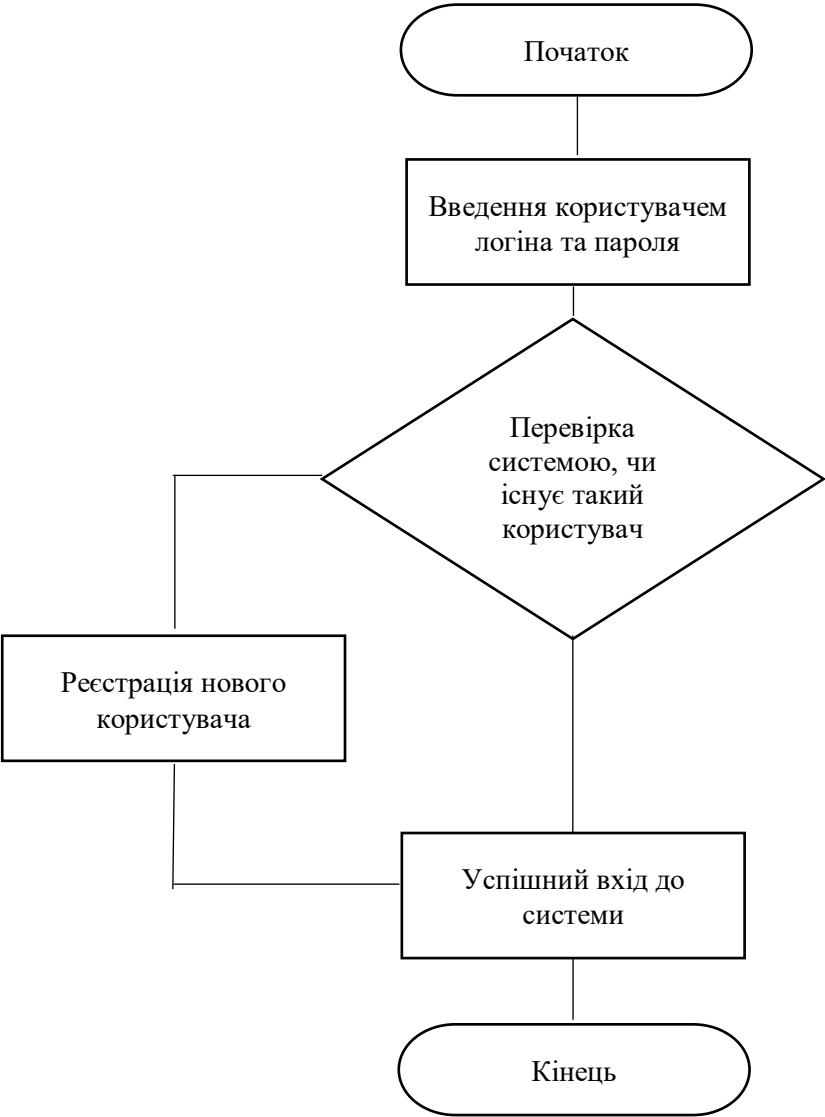 Початок
Введення користувачем
логіна та пароля
Перевірка
системою, чи
існує такий
користувач
Реєстрація нового
користувача
Успішний вхід до
системи
Кінець